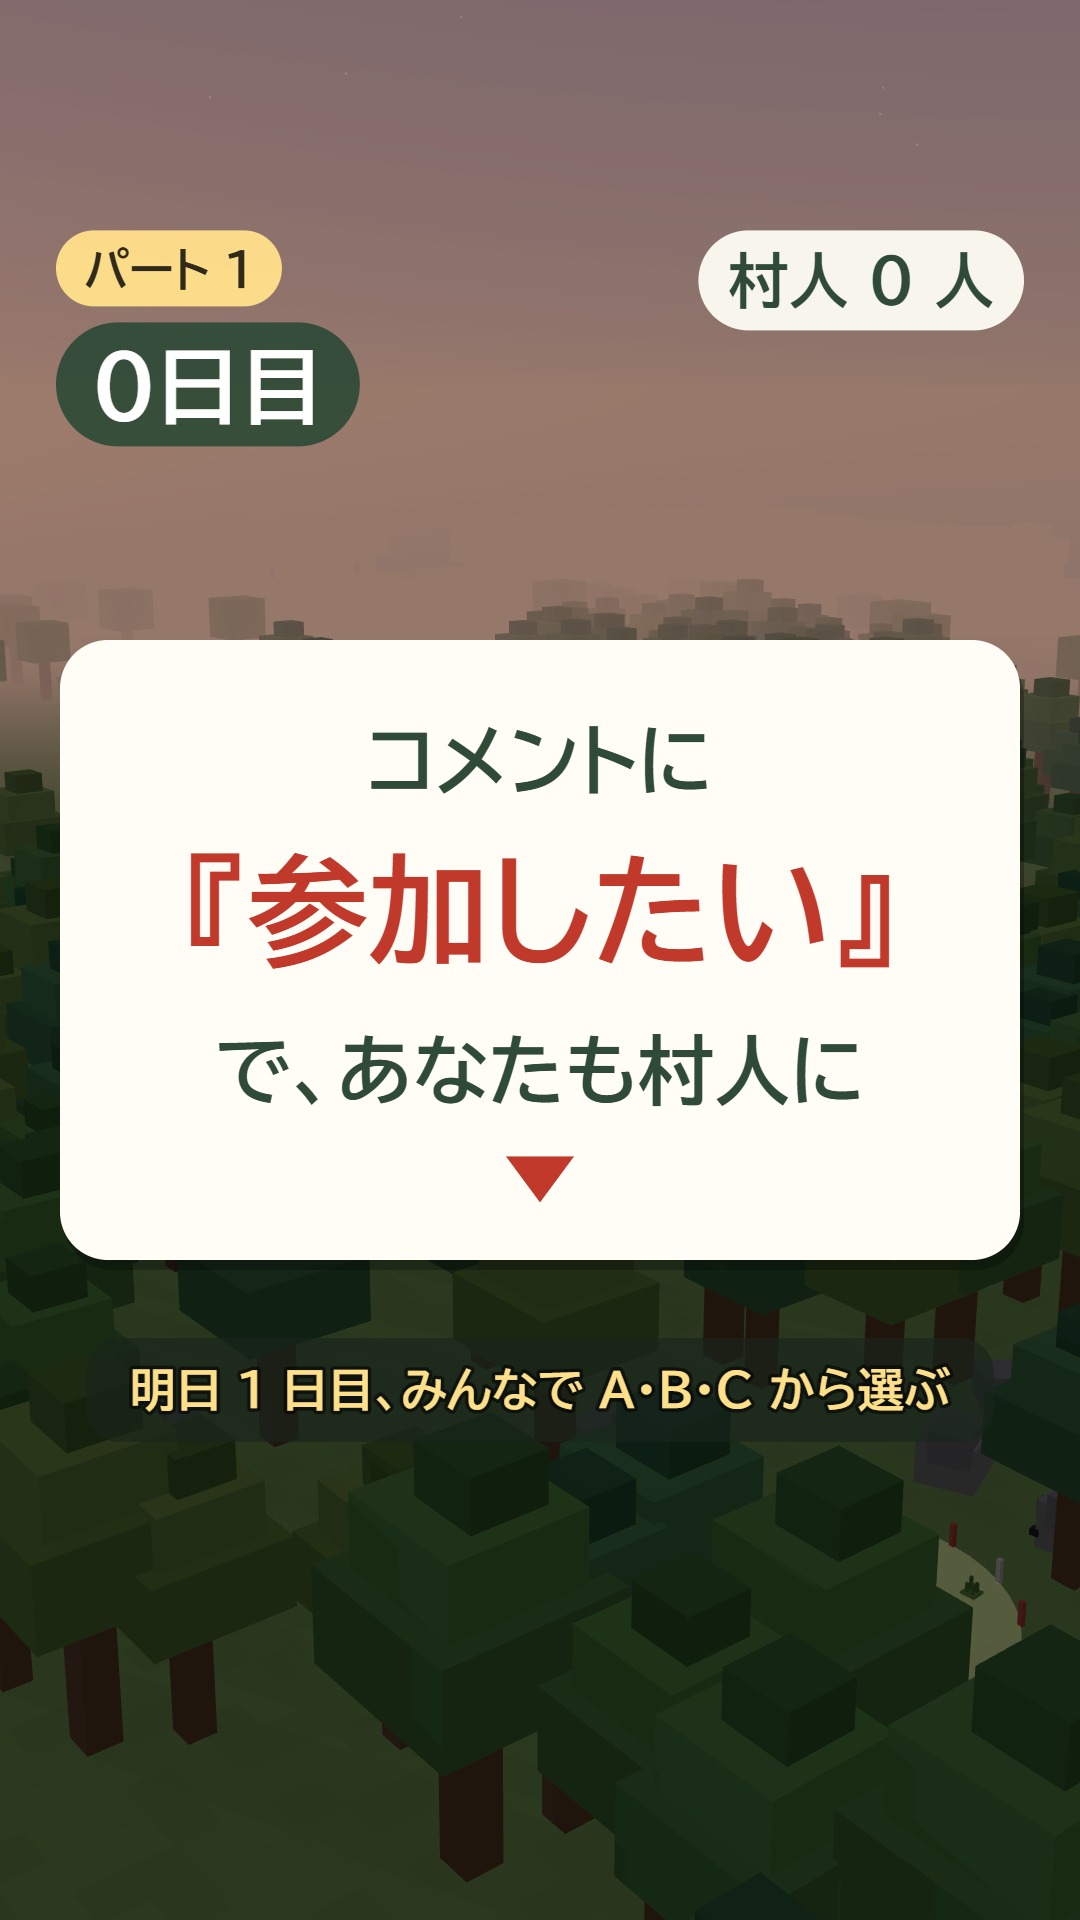 パート 1
村人 0 人
0日目
コメントに
『参加したい』
で、あなたも村人に
明日 1 日目、みんなで A・B・C から選ぶ